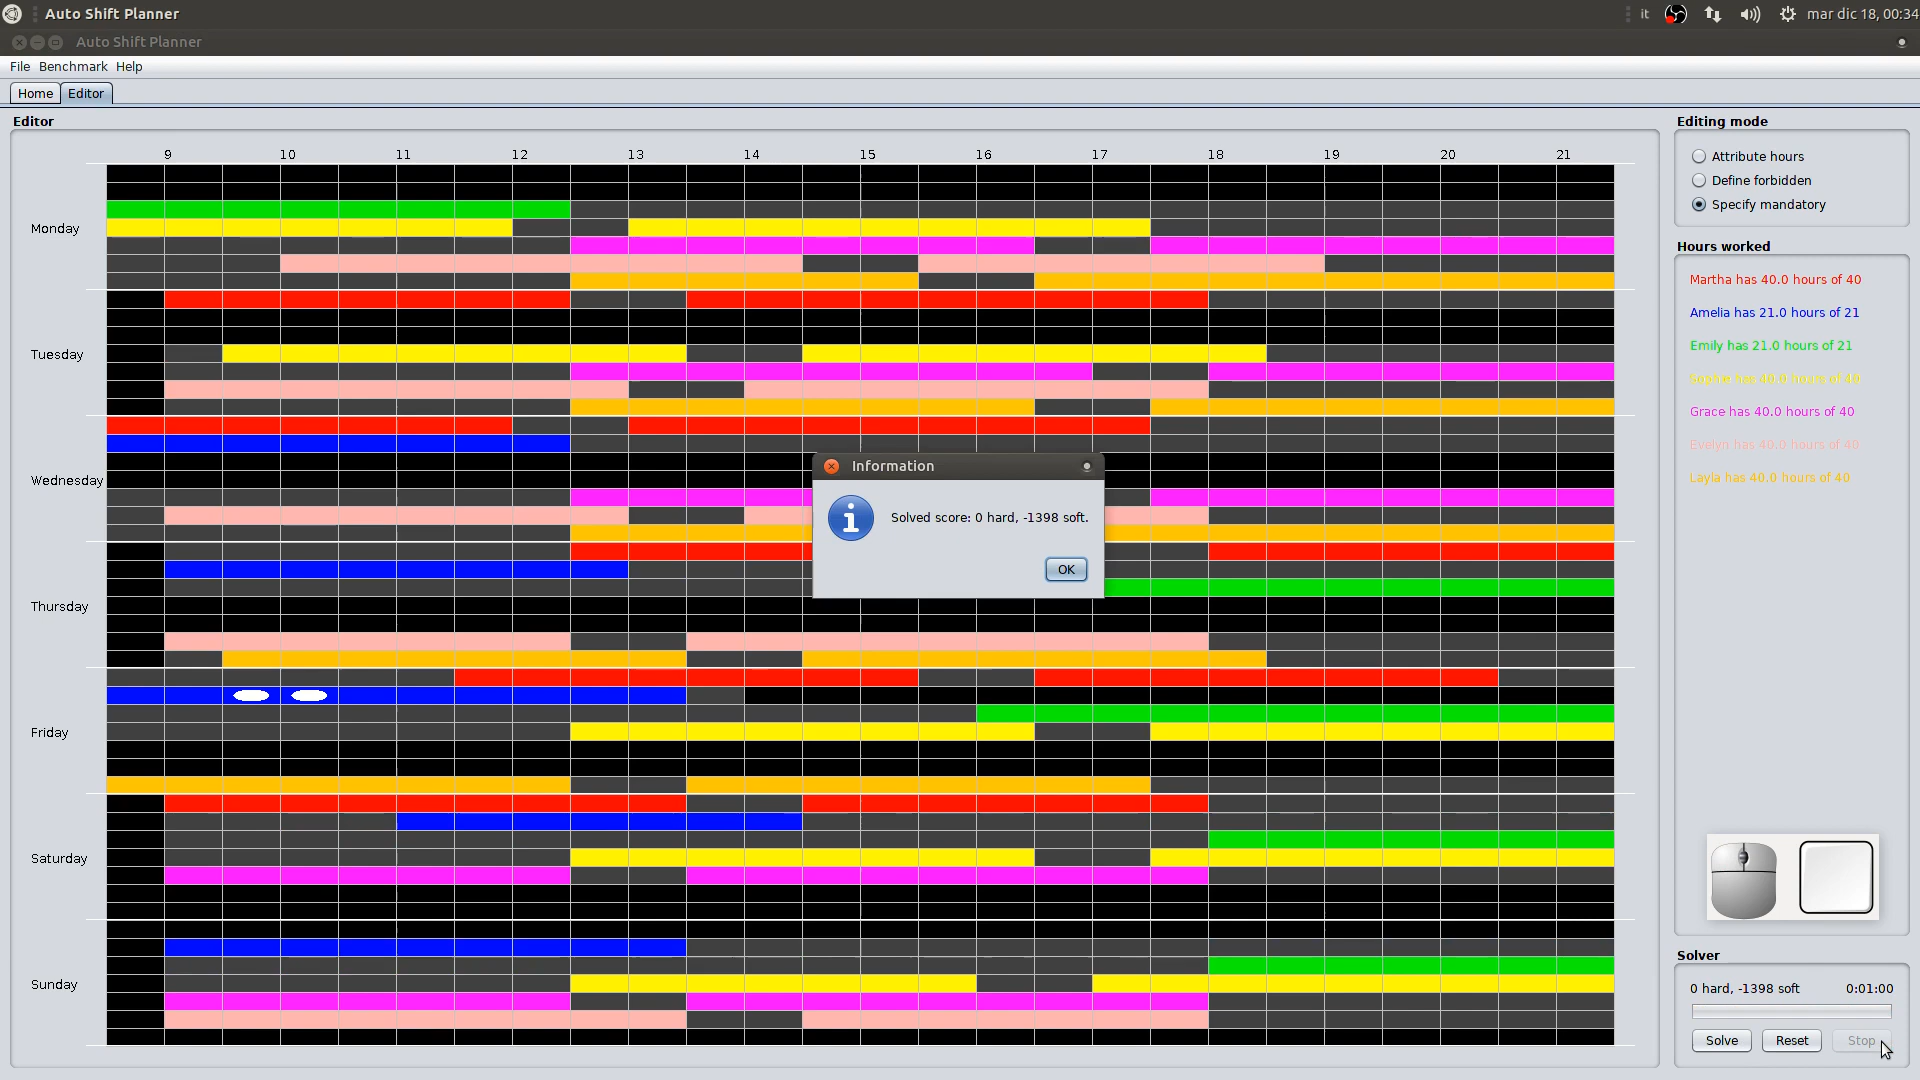 Auto Shift Planner
it
mar dic 18, 00:34
Auto Shift Planner
File Benchmark Help
Home Editor
Editor
9 10 11 12 13 14 15 16 17 18 19 20 21
Monday
Tuesday
Wednesday
Thursday
Friday
Saturday
Sunday
Information
Solved score: 0 hard, -1398 soft.
OK
Editing mode
Attribute hours
Define forbidden
Specify mandatory
Hours worked
Martha has 40.0 hours of 40
Amelia has 21.0 hours of 21
Emily has 21.0 hours of 21
Sophie has 40.0 hours of 40
Grace has 40.0 hours of 40
Evelyn has 40.0 hours of 40
Layla has 40.0 hours of 40
Solver
0 hard, -1398 soft 0:01:00
Solve Reset Stop